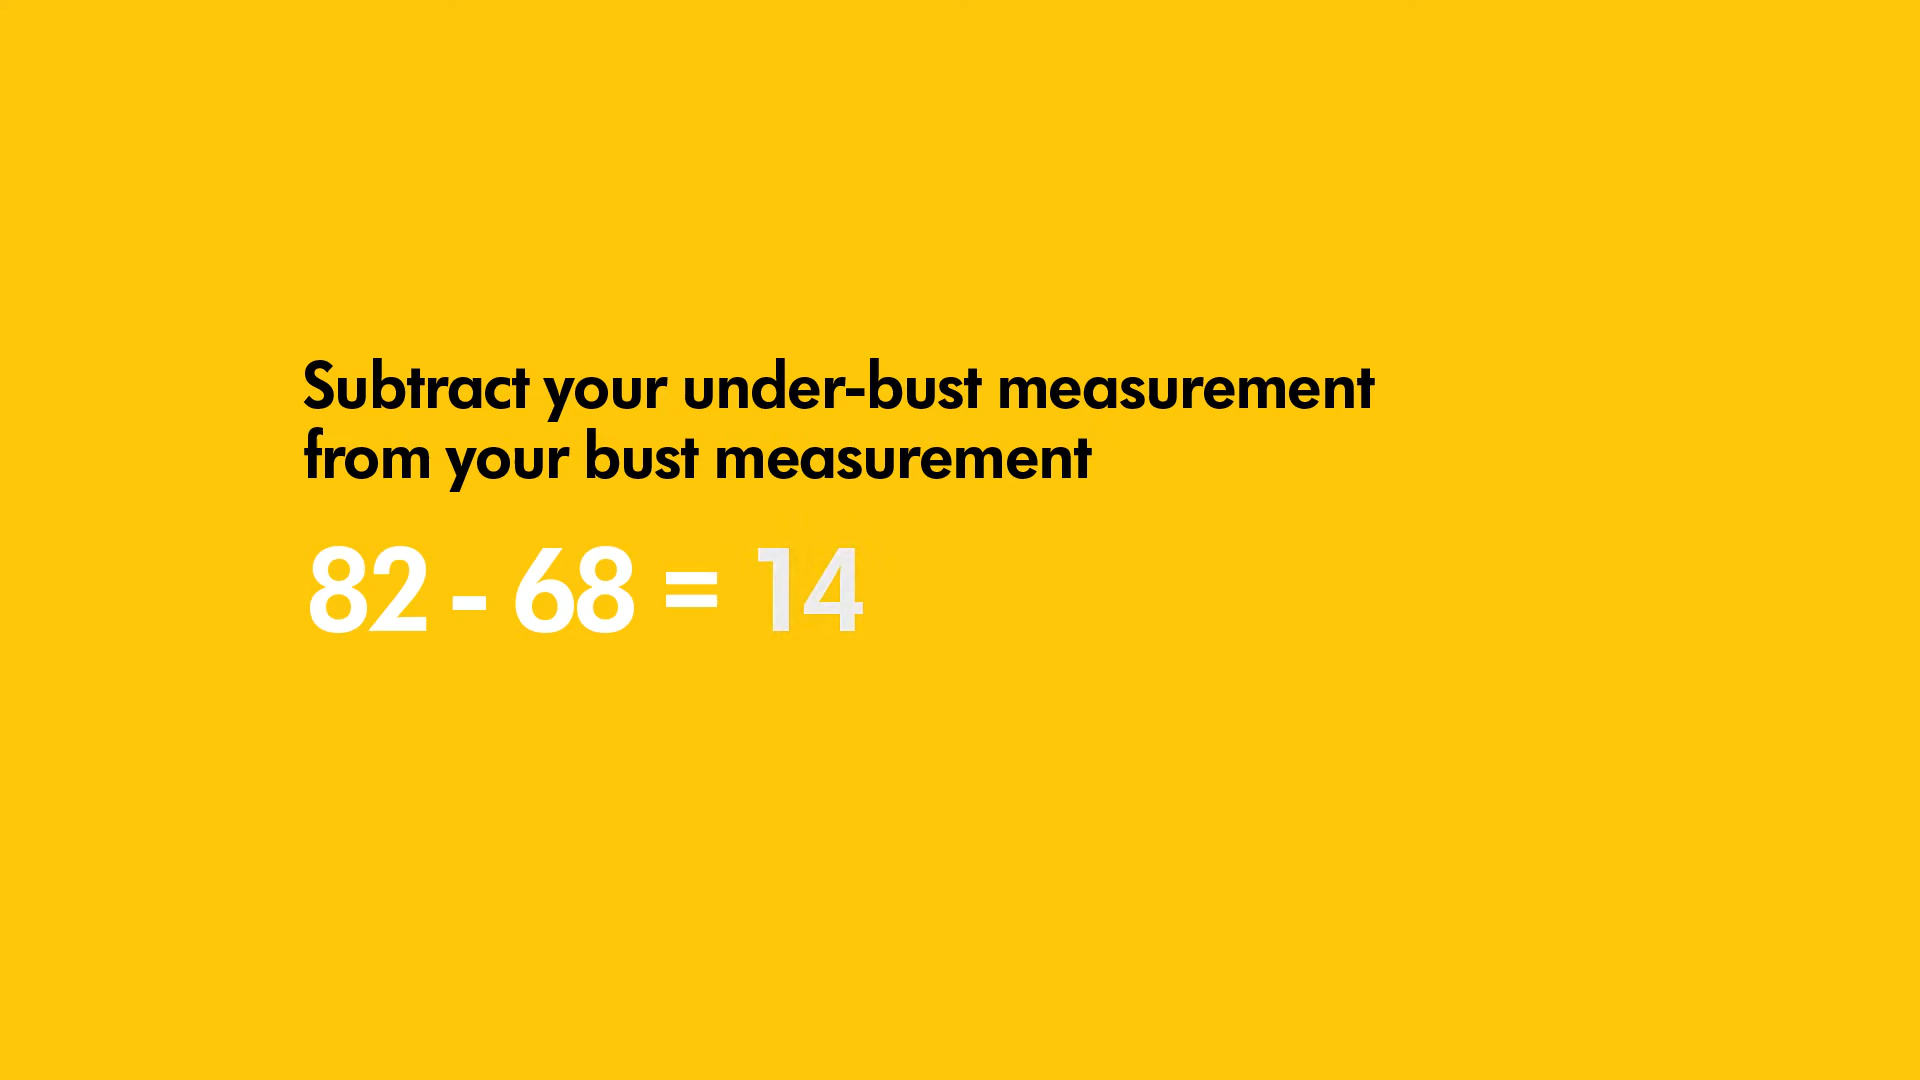 Subtract your under-bust measurement
from your bust measurement
82 - 68 = 14